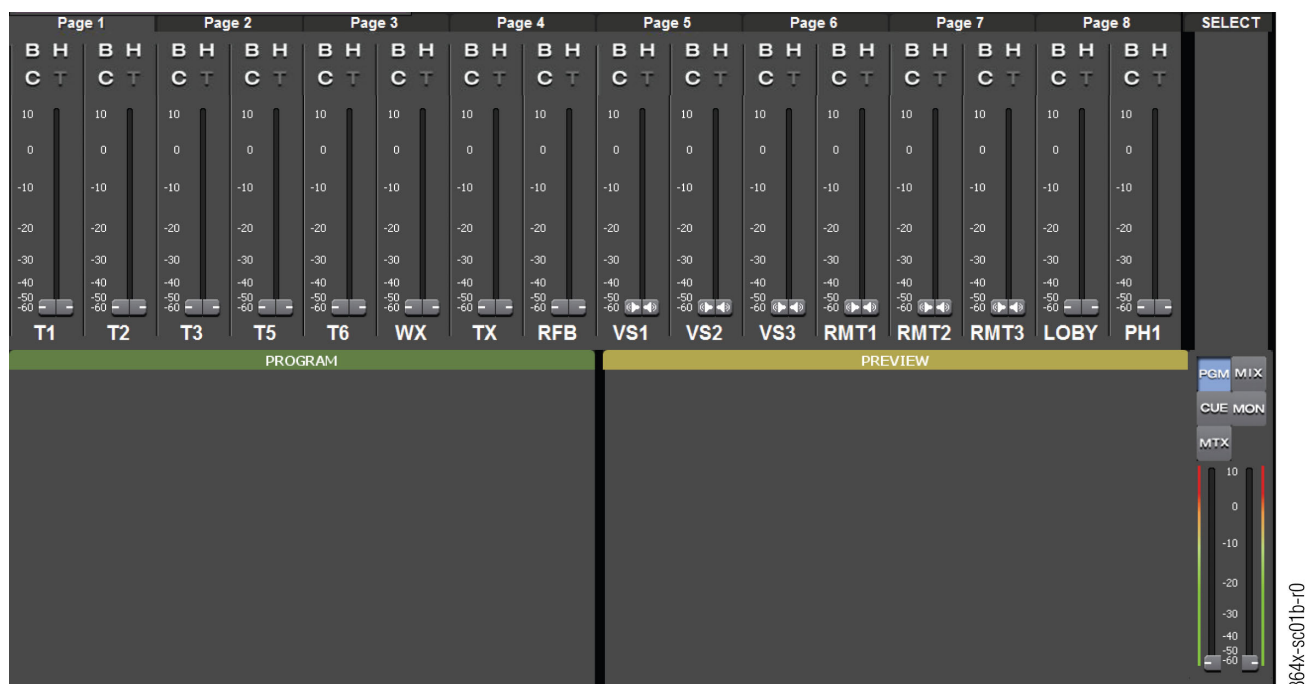 Page 1 Page 2 Page 3 Page 4 Page 5 Page 6 Page 7 Page 8 SELECT
B H B H B H B H B H B H B H B H B H B H B H B H B H B H B H B H
C T C T C T C T C T C T C T C T C T C T C T C T C T C T C T C T
10 10 10 10 10 10 10 10 10 10 10 10 10 10 10 10
0 0 0 0 0 0 0 0 0 0 0 0 0 0 0 0
-10 -10 -10 -10 -10 -10 -10 -10 -10 -10 -10 -10 -10 -10 -10 -10
-20 -20 -20 -20 -20 -20 -20 -20 -20 -20 -20 -20 -20 -20 -20 -20
-30 -30 -30 -30 -30 -30 -30 -30 -30 -30 -30 -30 -30 -30 -30 -30
-40 -40 -40 -40 -40 -40 -40 -40 -40 -40 -40 -40 -40 -40 -40 -40
-50 -50 -50 -50 -50 -50 -50 -50 -50 -50 -50 -50 -50 -50 -50 -50
-60 -60 -60 -60 -60 -60 -60 -60 -60 -60 -60 -60 -60 -60 -60 -60
T1 T2 T3 T5 T6 WX TX RFB VS1 VS2 VS3 RMT1 RMT2 RMT3 LOBY PH1
PROGRAM PREVIEW
PGM MIX
CUE MON
MTX
10
0
-10
-20
-30
-40
-50
-60